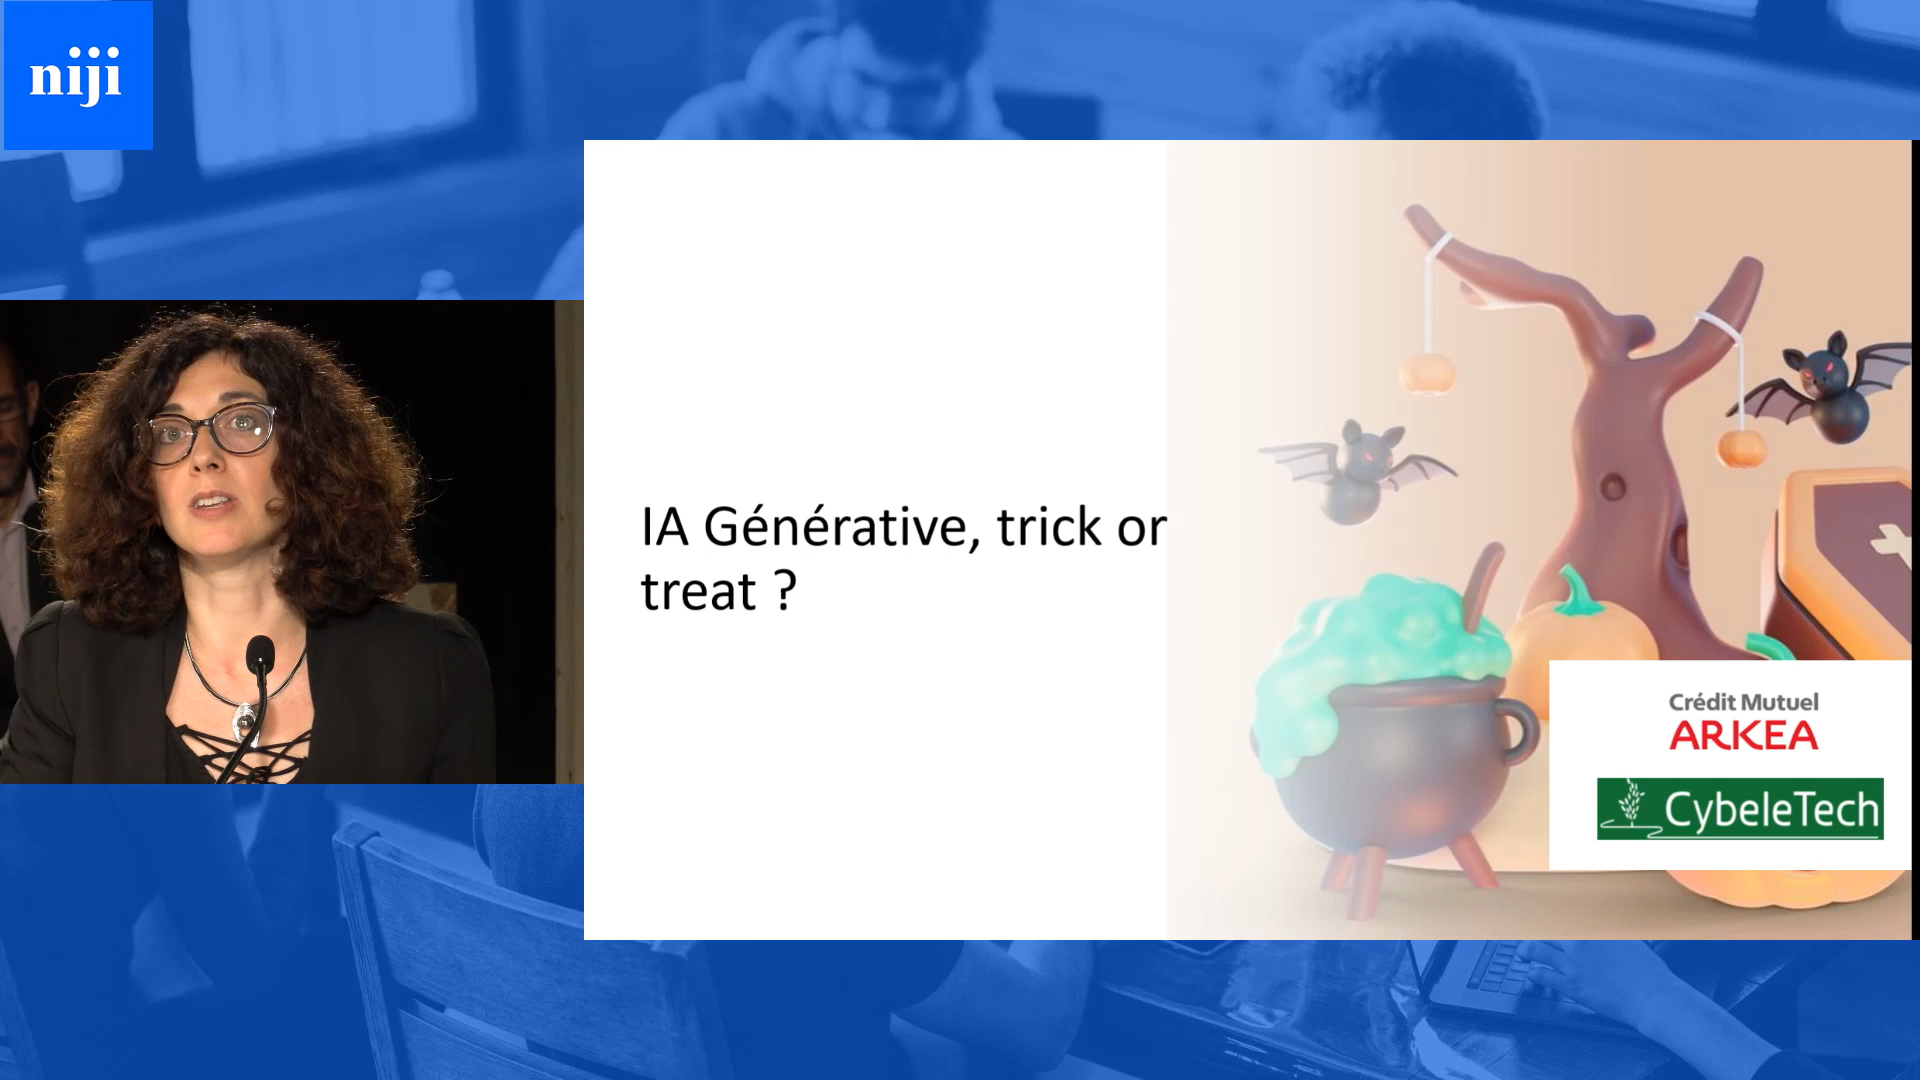 niji
IA Générative, trick or
treat ?
Crédit Mutuel
ARKEA
CybeleTech